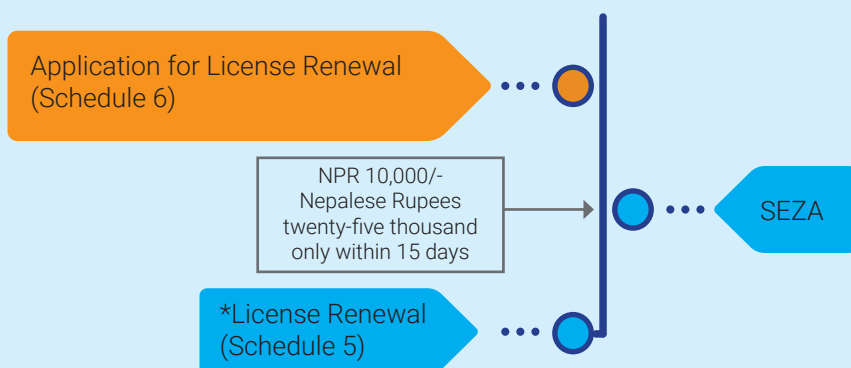 Application for License Renewal
(Schedule 6)
NPR 10,000/-
Nepalese Rupees
twenty-five thousand
only within 15 days
SEZA
*License Renewal
(Schedule 5)